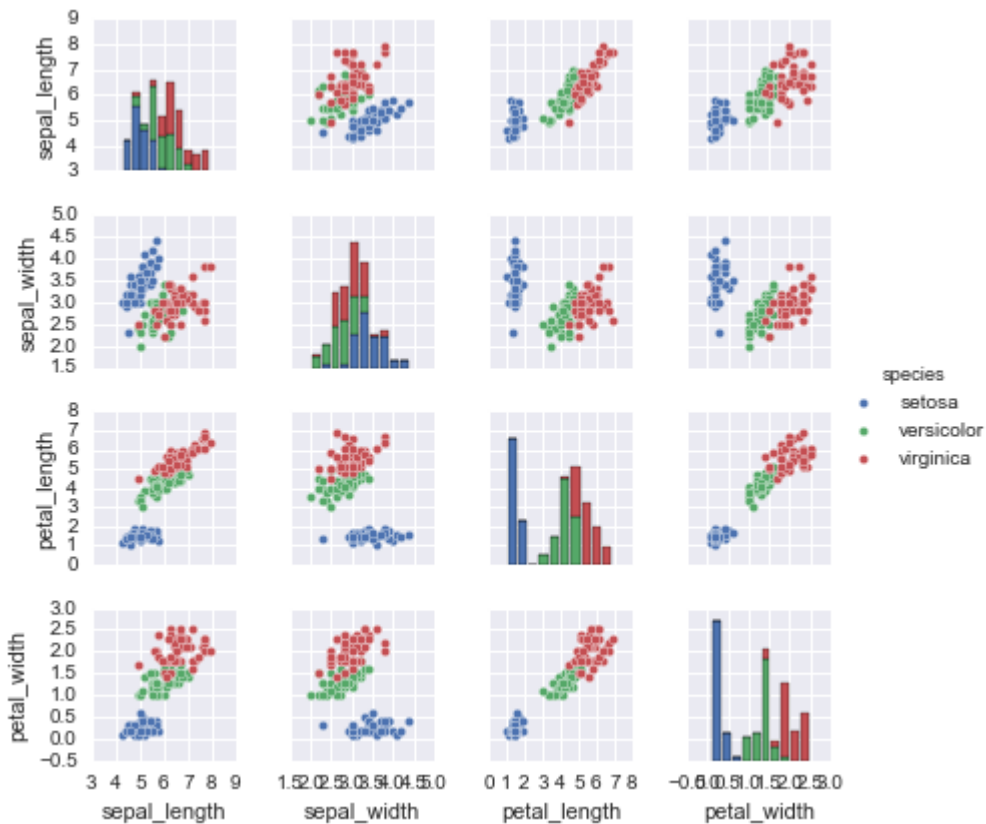 9
8
7
6
5
4
3
sepal_length
5.0
4.5
4.0
3.5
3.0
2.5
2.0
1.5
sepal_width
species
setosa
versicolor
virginica
8
7
6
5
4
3
2
1
0
petal_length
3.0
2.5
2.0
1.5
1.0
0.5
0.0
−0.5
petal_width
3 4 5 6 7 8 9
1.5 2.0 2.5 3.0 3.5 4.0 4.5 5.0
0 1 2 3 4 5 6 7 8
−0.5 0.0 0.5 1.0 1.5 2.0 2.5 3.0
sepal_length sepal_width petal_length petal_width